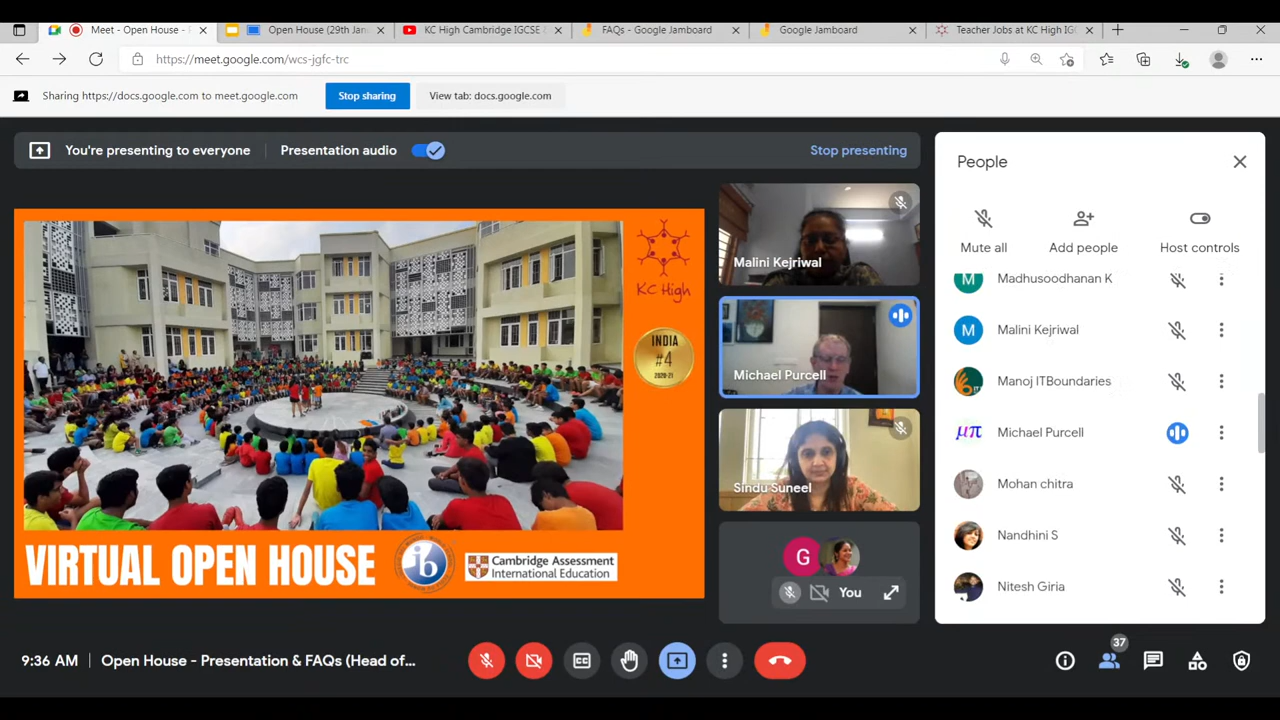 Meet - Open House - 
Open House (29th Jan
KC High Cambridge IGCSE &
FAQs - Google Jamboard
Google Jamboard
Teacher Jobs at KC High IGC
https://meet.google.com/wcs-jgfc-trc
Sharing https://docs.google.com to meet.google.com
Stop sharing
View tab: docs.google.com
You're presenting to everyone
Presentation audio
Stop presenting
KC High
INDIA
#4
2020-21
VIRTUAL OPEN HOUSE
ib
Cambridge Assessment
International Education
Malini Kejriwal
Michael Purcell
Sindu Suneel
G
You
People
Mute all
Add people
Host controls
M
Madhusoodhanan K
M
Malini Kejriwal
Manoj ITBoundaries
μπ
Michael Purcell
Mohan chitra
Nandhini S
Nitesh Giria
9:36 AM
Open House - Presentation & FAQs (Head of...
37